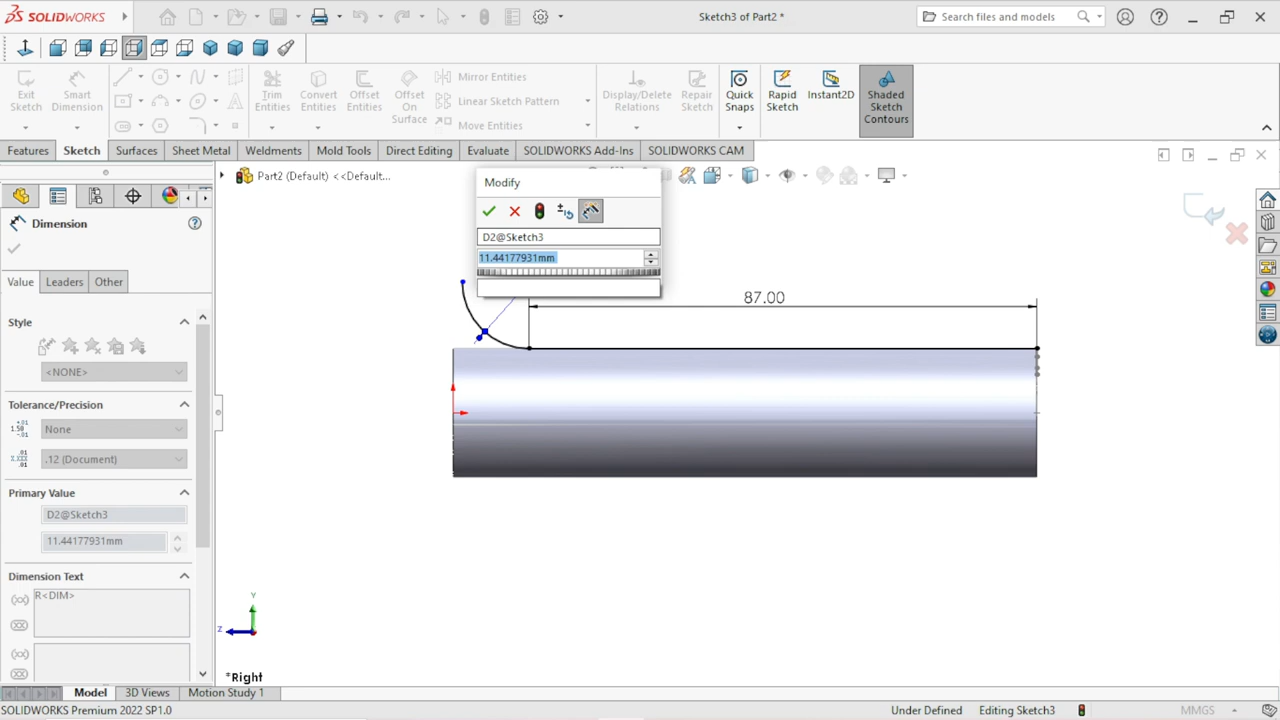 SOLIDWORKS
Sketch3 of Part2 *
Search files and models
Exit Sketch
Smart Dimension
Trim Entities
Convert Entities
Offset Entities
Offset On Surface
Mirror Entities
Linear Sketch Pattern
Move Entities
Display/Delete Relations
Repair Sketch
Quick Snaps
Rapid Sketch
Instant2D
Shaded Sketch Contours
Features
Sketch
Surfaces
Sheet Metal
Weldments
Mold Tools
Direct Editing
Evaluate
SOLIDWORKS Add-Ins
SOLIDWORKS CAM
Part2 (Default) <<Default...
Modify
D2@Sketch3
11.44177931mm
87.00
Dimension
Value
Leaders
Other
Style
<NONE>
Tolerance/Precision
None
.12 (Document)
Primary Value
D2@Sketch3
11.44177931mm
Dimension Text
R<DIM>
Y
Z
*Right
Model
3D Views
Motion Study 1
SOLIDWORKS Premium 2022 SP1.0
Under Defined
Editing Sketch3
MMGS